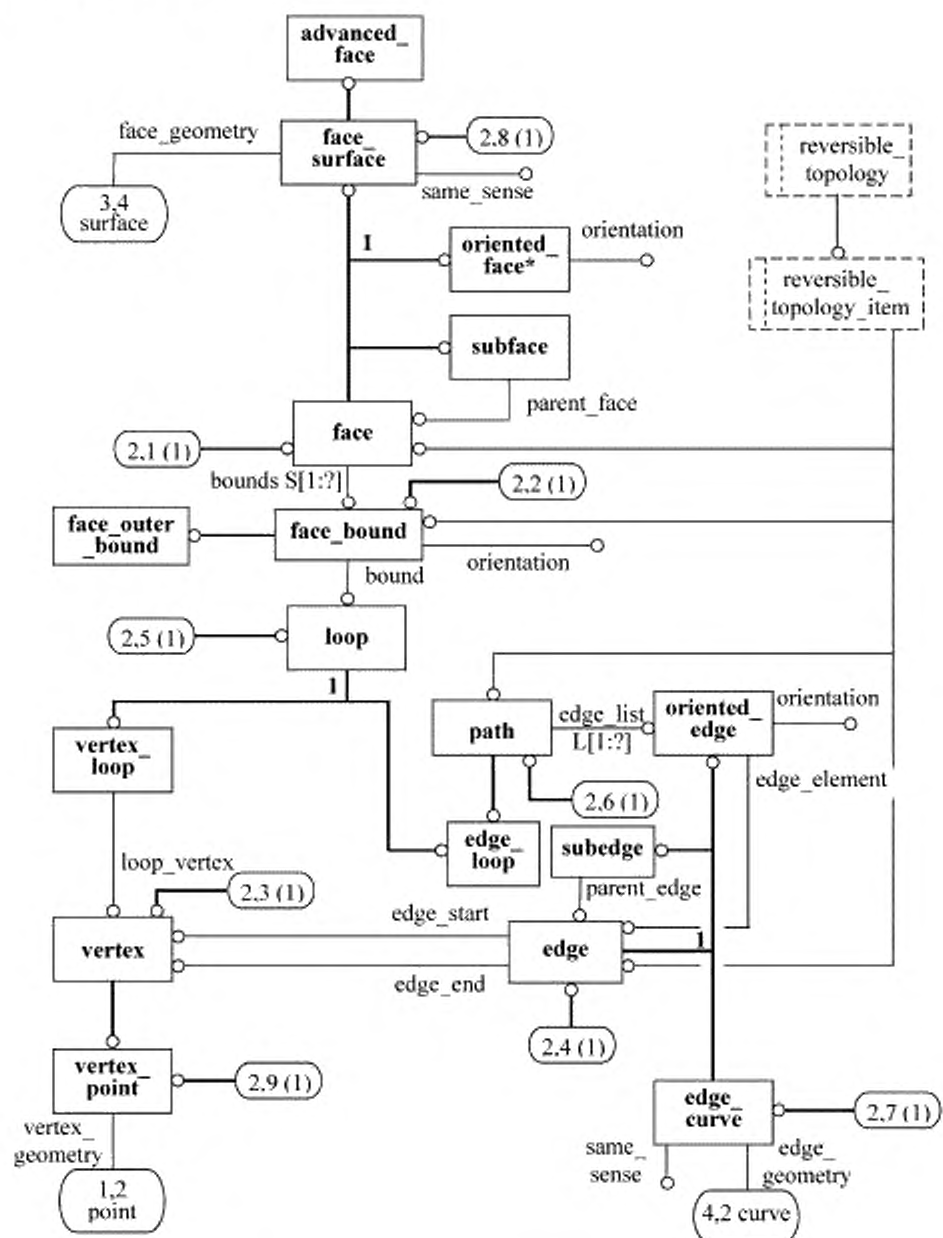 advanced_
face
face_geometry
face_
surface
2,8 (1)
reversible_
topology
same_sense
3,4
surface
I
oriented_
face*
orientation
reversible_
topology_item
subface
parent_face
face
2,1 (1)
bounds S[1:?]
2,2 (1)
face_outer
_bound
face_bound
orientation
bound
2,5 (1)
loop
1
vertex_
loop
path
edge_list
L[1:?]
oriented_
edge
orientation
edge_element
2,6 (1)
edge_
loop
subedge
loop_vertex
2,3 (1)
parent_edge
edge_start
vertex
edge
1
edge_end
2,4 (1)
vertex_
point
2,9 (1)
edge_
curve
2,7 (1)
vertex_
geometry
same_
sense
edge_
geometry
1,2
point
4,2 curve